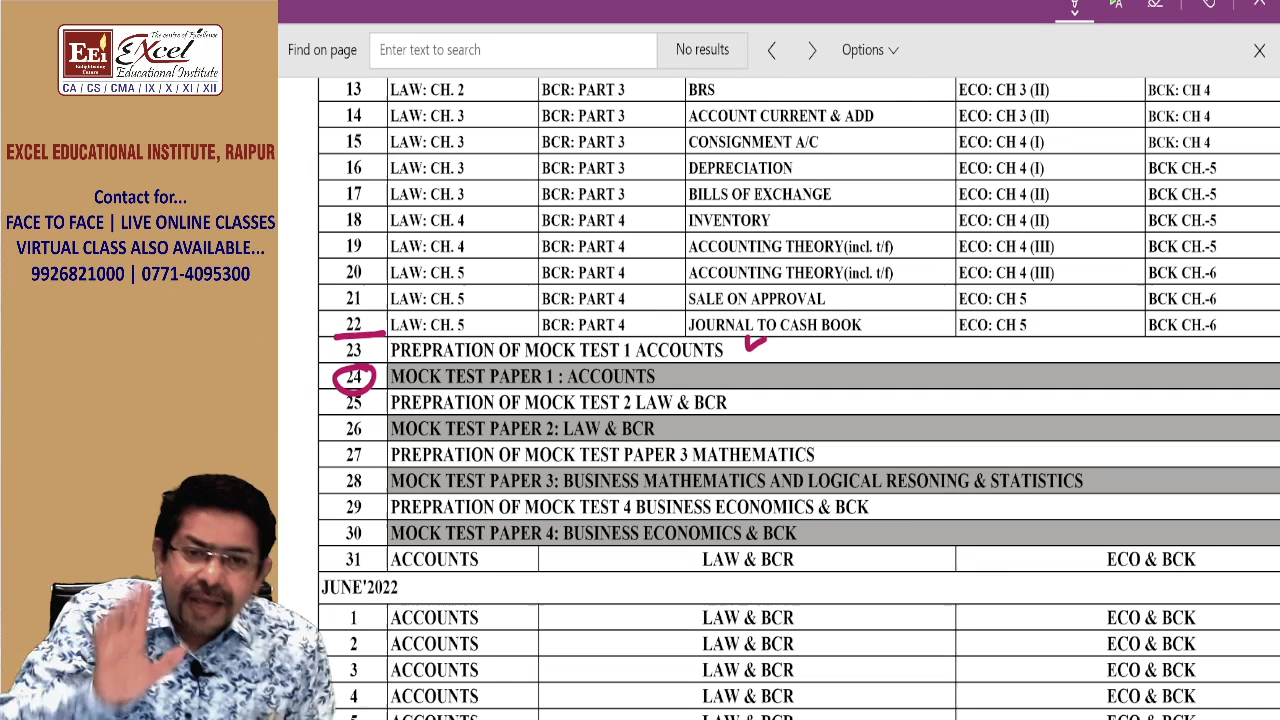 The centre of Excellence
EEi
Enlightening Careers
EXCEL
Educational Institute
CA / CS / CMA / IX / X / XI / XII
EXCEL EDUCATIONAL INSTITUTE, RAIPUR
Contact for...
FACE TO FACE | LIVE ONLINE CLASSES
VIRTUAL CLASS ALSO AVAILABLE...
9926821000 | 0771-4095300
Find on page Enter text to search No results Options
13 LAW: CH. 2 BCR: PART 3 BRS ECO: CH 3 (II) BCK: CH 4
14 LAW: CH. 3 BCR: PART 3 ACCOUNT CURRENT & ADD ECO: CH 3 (II) BCK: CH 4
15 LAW: CH. 3 BCR: PART 3 CONSIGNMENT A/C ECO: CH 4 (I) BCK: CH 4
16 LAW: CH. 3 BCR: PART 3 DEPRECIATION ECO: CH 4 (I) BCK CH.-5
17 LAW: CH. 3 BCR: PART 3 BILLS OF EXCHANGE ECO: CH 4 (II) BCK CH.-5
18 LAW: CH. 4 BCR: PART 4 INVENTORY ECO: CH 4 (II) BCK CH.-5
19 LAW: CH. 4 BCR: PART 4 ACCOUNTING THEORY(incl. t/f) ECO: CH 4 (III) BCK CH.-5
20 LAW: CH. 5 BCR: PART 4 ACCOUNTING THEORY(incl. t/f) ECO: CH 4 (III) BCK CH.-6
21 LAW: CH. 5 BCR: PART 4 SALE ON APPROVAL ECO: CH 5 BCK CH.-6
22 LAW: CH. 5 BCR: PART 4 JOURNAL TO CASH BOOK ECO: CH 5 BCK CH.-6
23 PREPRATION OF MOCK TEST 1 ACCOUNTS
24 MOCK TEST PAPER 1 : ACCOUNTS
25 PREPRATION OF MOCK TEST 2 LAW & BCR
26 MOCK TEST PAPER 2: LAW & BCR
27 PREPRATION OF MOCK TEST PAPER 3 MATHEMATICS
28 MOCK TEST PAPER 3: BUSINESS MATHEMATICS AND LOGICAL RESONING & STATISTICS
29 PREPRATION OF MOCK TEST 4 BUSINESS ECONOMICS & BCK
30 MOCK TEST PAPER 4: BUSINESS ECONOMICS & BCK
31 ACCOUNTS LAW & BCR ECO & BCK
JUNE'2022
1 ACCOUNTS LAW & BCR ECO & BCK
2 ACCOUNTS LAW & BCR ECO & BCK
3 ACCOUNTS LAW & BCR ECO & BCK
4 ACCOUNTS LAW & BCR ECO & BCK